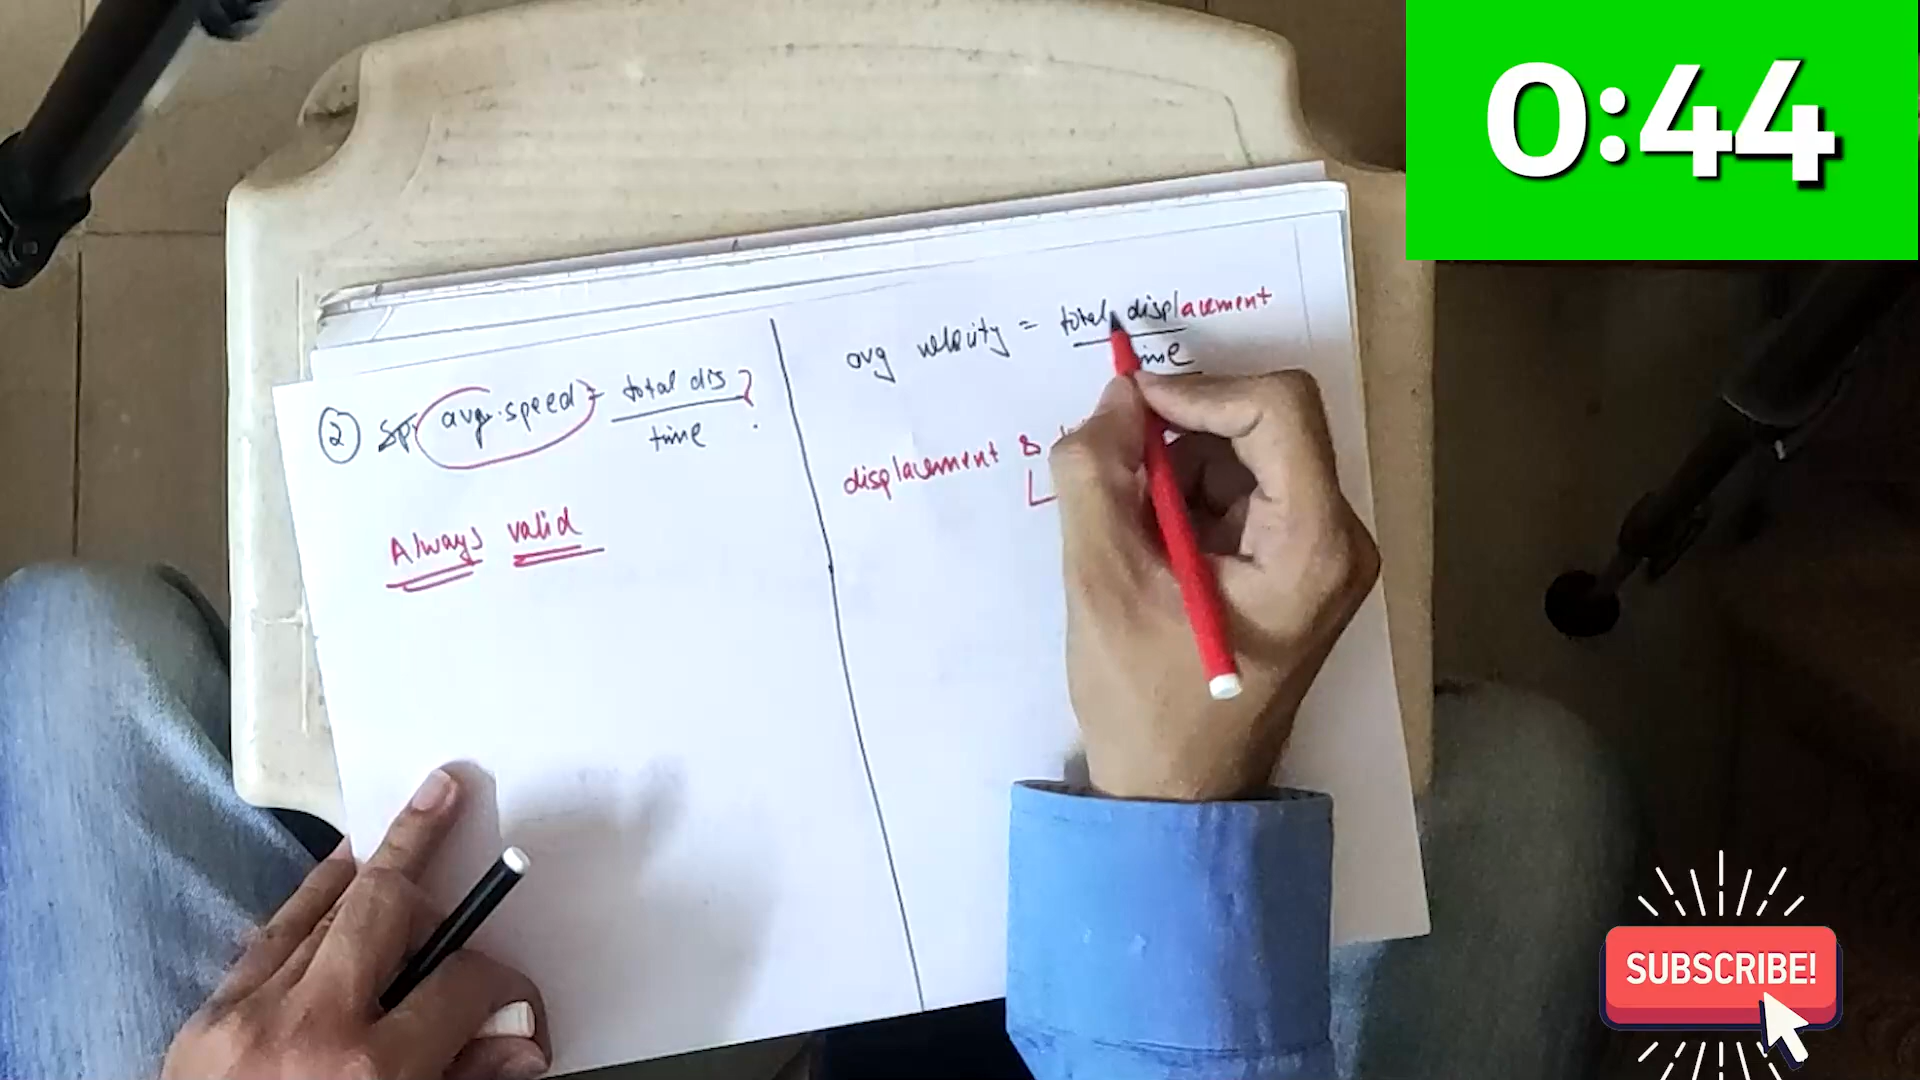 0:44
② avg. speed = total dis ?
time
Always valid
avg velocity = total displacement
time
displacement &
SUBSCRIBE!